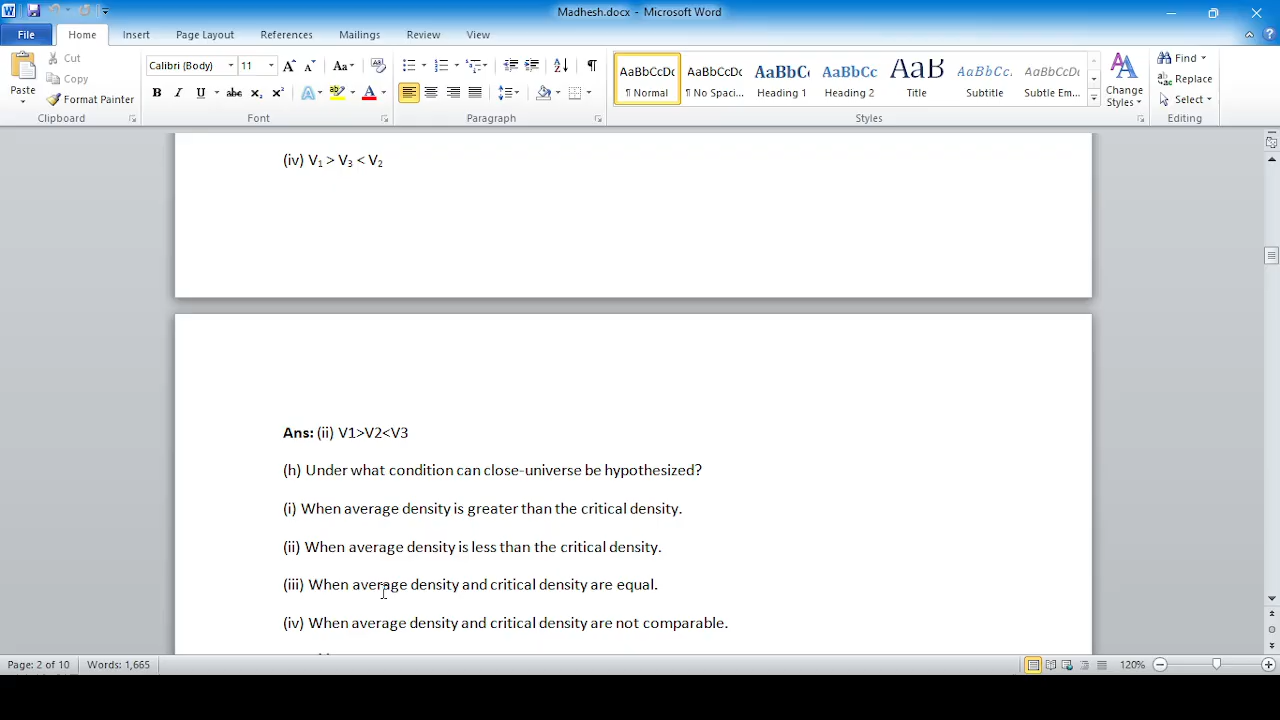 Madhesh.docx - Microsoft Word
File Home Insert Page Layout References Mailings Review View
Paste
Cut
Copy
Format Painter
Clipboard
Calibri (Body) 11
Font
Paragraph
AaBbCcDc AaBbCcDc AaBbC AaBbCc AaB AaBbCc. AaBbCcDc
¶ Normal ¶ No Spaci... Heading 1 Heading 2 Title Subtitle Subtle Em...
Styles
Change
Styles
Find
Replace
Select
Editing
(iv) V₁ > V₃ < V₂
Ans: (ii) V1>V2<V3
(h) Under what condition can close-universe be hypothesized?
(i) When average density is greater than the critical density.
(ii) When average density is less than the critical density.
(iii) When average density and critical density are equal.
(iv) When average density and critical density are not comparable.
Page: 2 of 10 Words: 1,665 120%